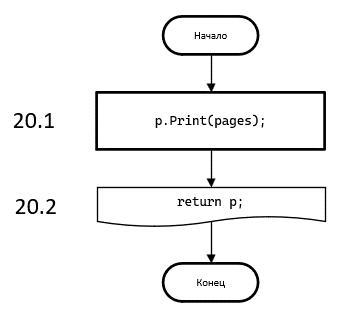 Начало
20.1
p.Print(pages);
20.2
return p;
Конец